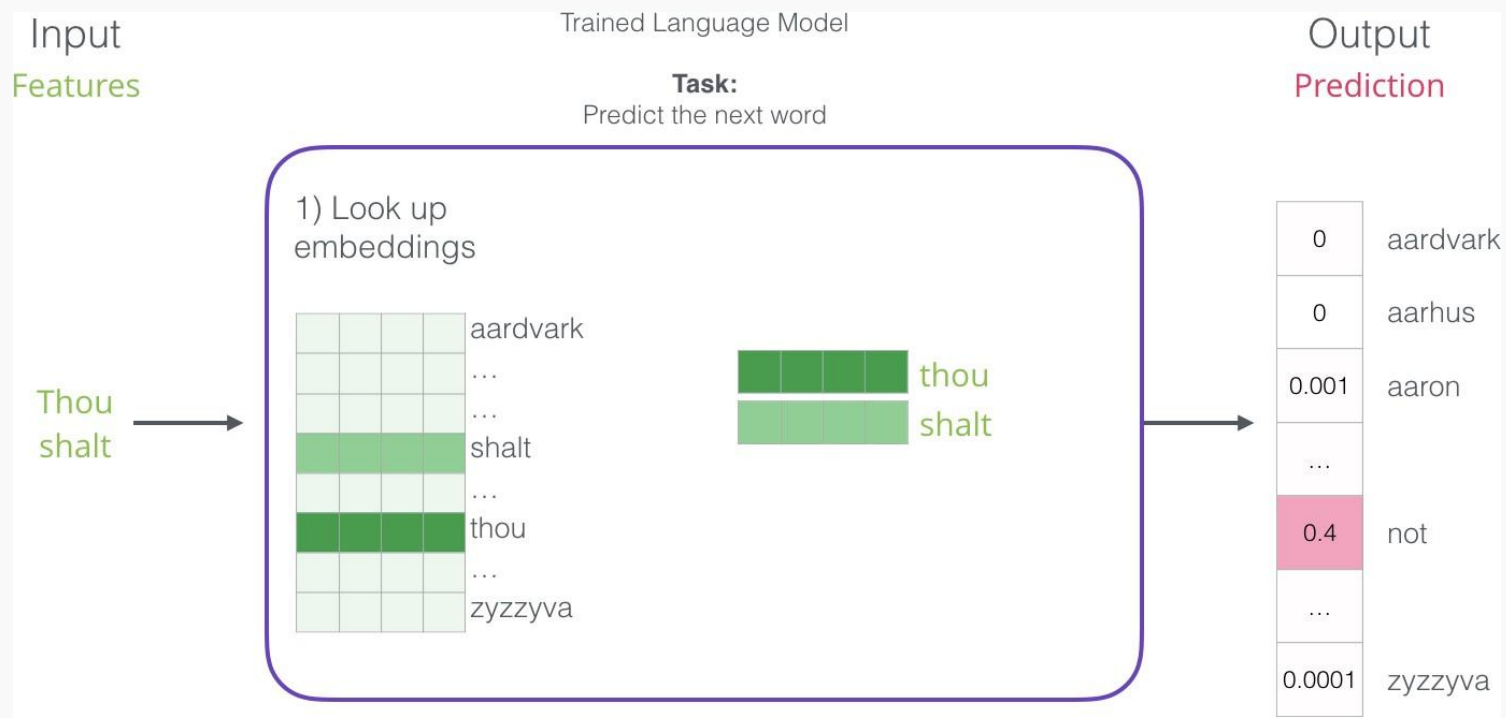 Input
Features
Trained Language Model
Task:
Predict the next word
Output
Prediction
1) Look up
embeddings
Thou
shalt
aardvark
...
...
shalt
...
thou
...
zyzzyva
thou
shalt
0 aardvark
0 aarhus
0.001 aaron
...
0.4 not
...
0.0001 zyzzyva